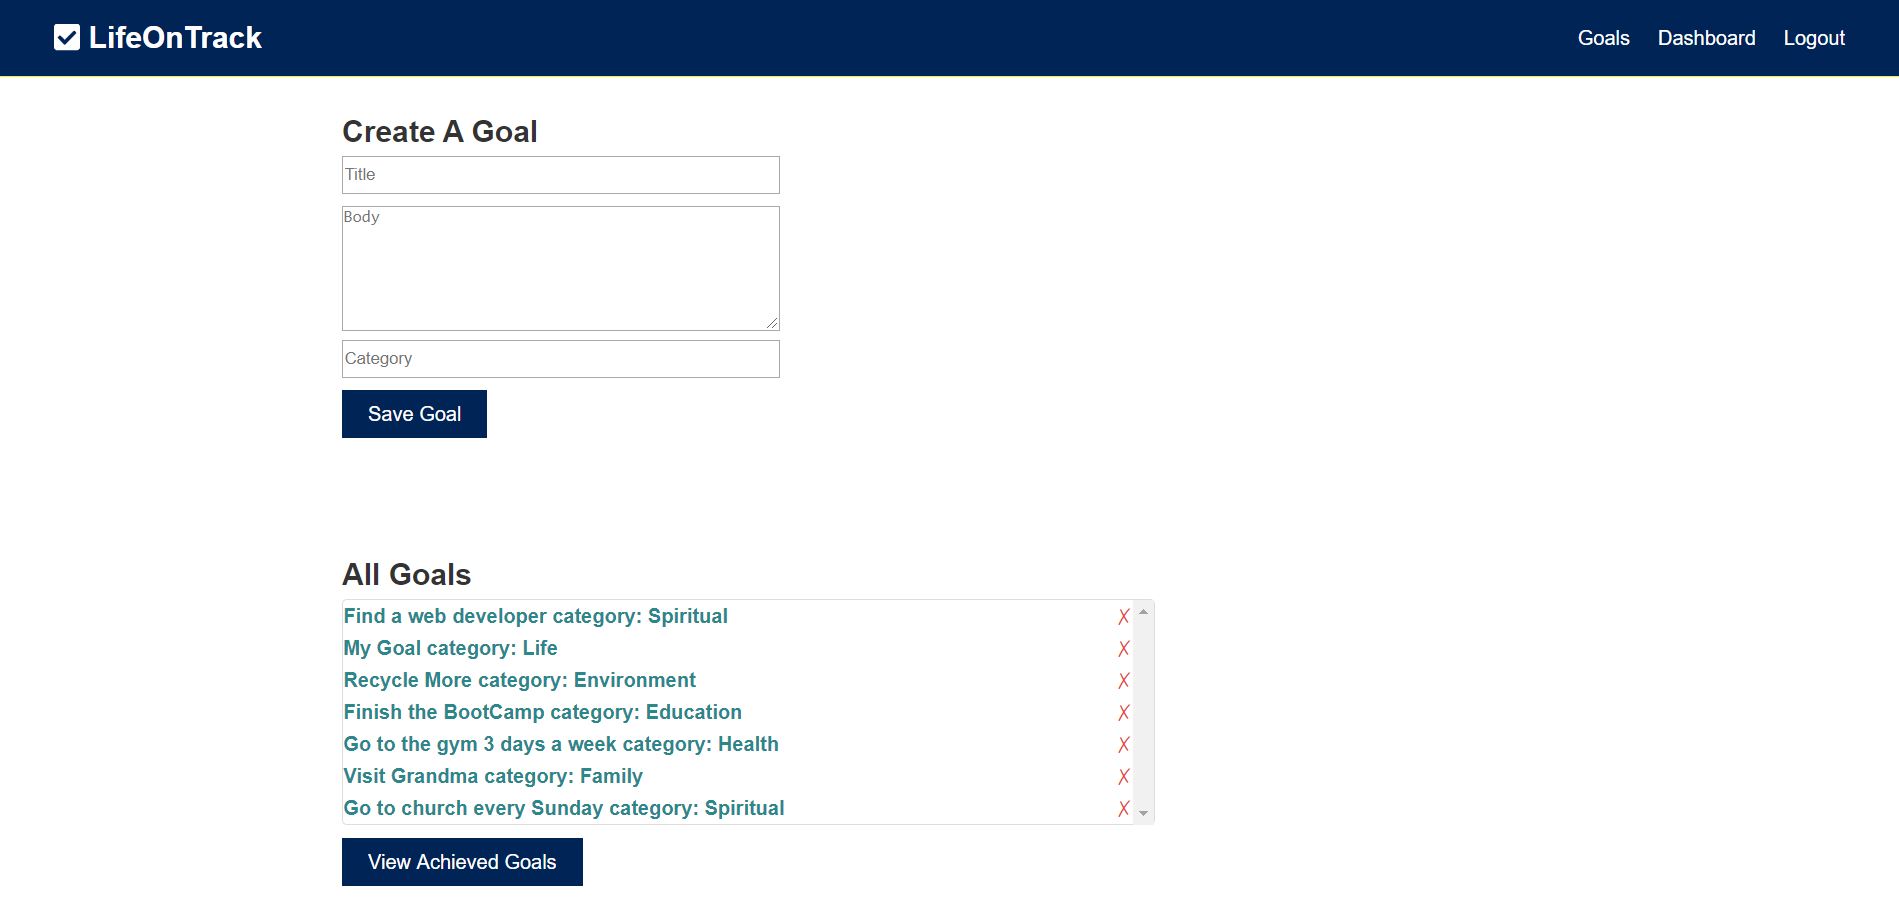 LifeOnTrack
Goals Dashboard Logout
Create A Goal
Title
Body
Category
Save Goal
All Goals
Find a web developer category: Spiritual X
My Goal category: Life X
Recycle More category: Environment X
Finish the BootCamp category: Education X
Go to the gym 3 days a week category: Health X
Visit Grandma category: Family X
Go to church every Sunday category: Spiritual X
View Achieved Goals